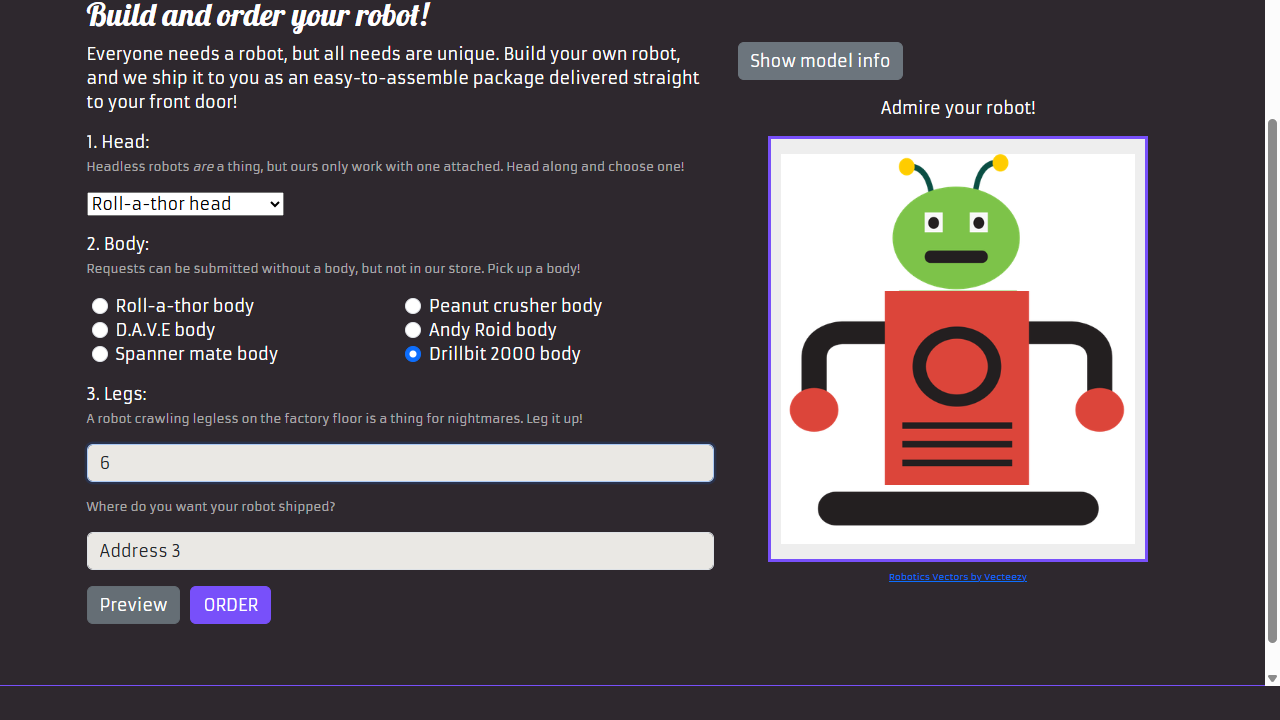 Build and order your robot!
Everyone needs a robot, but all needs are unique. Build your own robot,
and we ship it to you as an easy-to-assemble package delivered straight
to your front door!
1. Head:
Headless robots are a thing, but ours only work with one attached. Head along and choose one!
Roll-a-thor head
2. Body:
Requests can be submitted without a body, but not in our store. Pick up a body!
Roll-a-thor body
Peanut crusher body
D.A.V.E body
Andy Roid body
Spanner mate body
Drillbit 2000 body
3. Legs:
A robot crawling legless on the factory floor is a thing for nightmares. Leg it up!
6
Where do you want your robot shipped?
Address 3
Preview
ORDER
Show model info
Admire your robot!
Robotics Vectors by Vecteezy